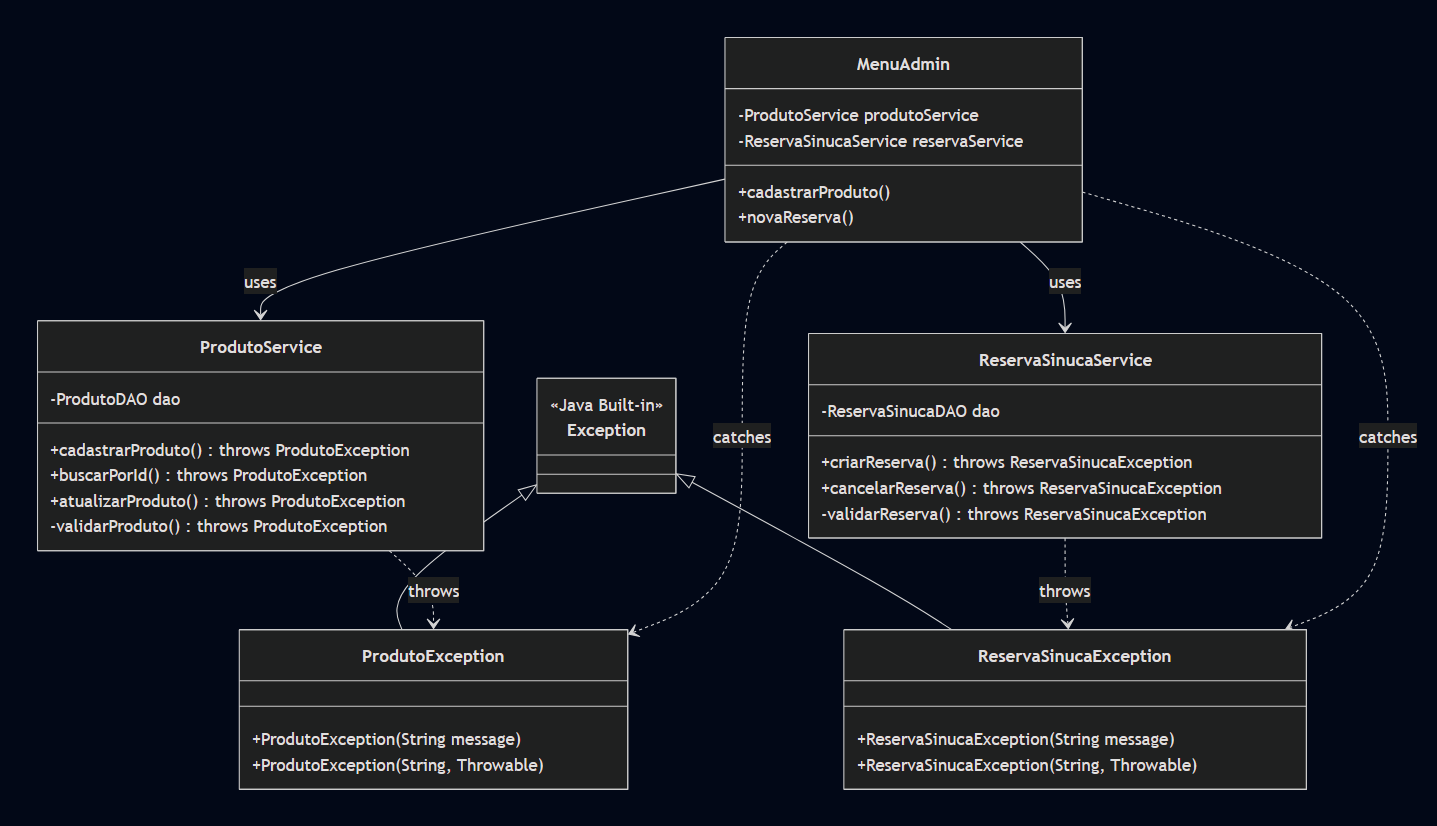 MenuAdmin
-ProdutoService produtoService
-ReservaSinucaService reservaService
+cadastrarProduto()
+novaReserva()
uses
uses
ProdutoService
-ProdutoDAO dao
+cadastrarProduto() : throws ProdutoException
+buscarPorId() : throws ProdutoException
+atualizarProduto() : throws ProdutoException
-validarProduto() : throws ProdutoException
«Java Built-in»
Exception
catches
ReservaSinucaService
-ReservaSinucaDAO dao
+criarReserva() : throws ReservaSinucaException
+cancelarReserva() : throws ReservaSinucaException
-validarReserva() : throws ReservaSinucaException
catches
throws
throws
ProdutoException
+ProdutoException(String message)
+ProdutoException(String, Throwable)
ReservaSinucaException
+ReservaSinucaException(String message)
+ReservaSinucaException(String, Throwable)